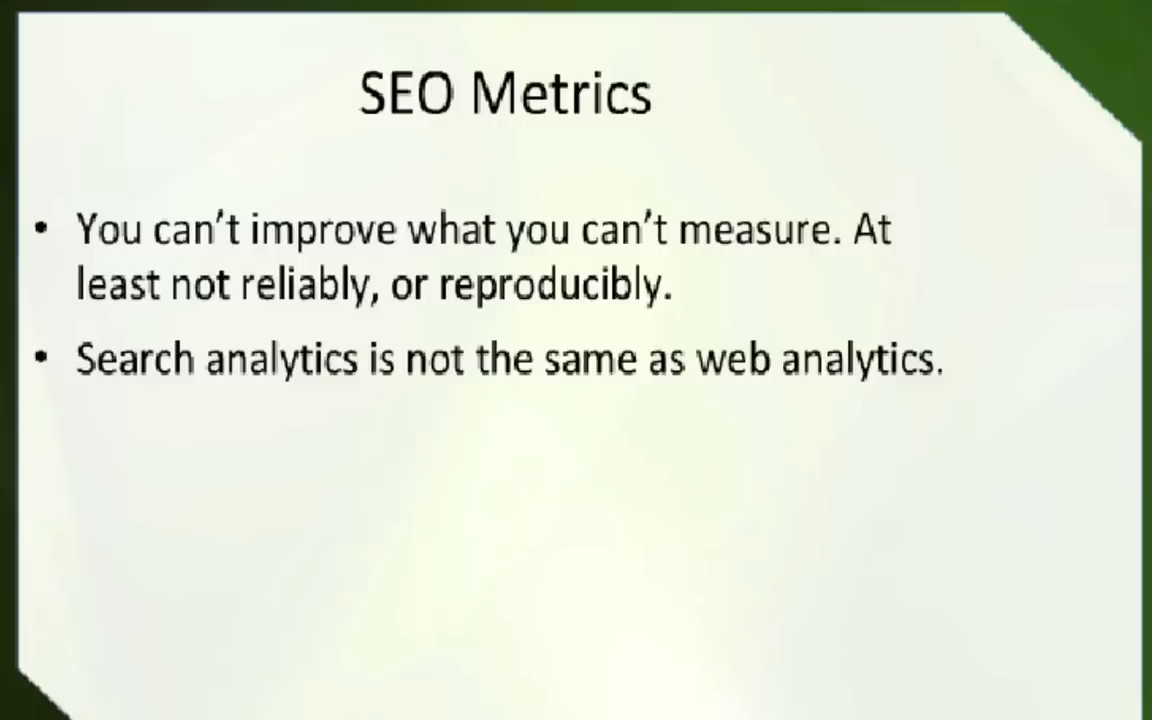 SEO Metrics
• You can't improve what you can't measure. At
least not reliably, or reproducibly.
• Search analytics is not the same as web analytics.